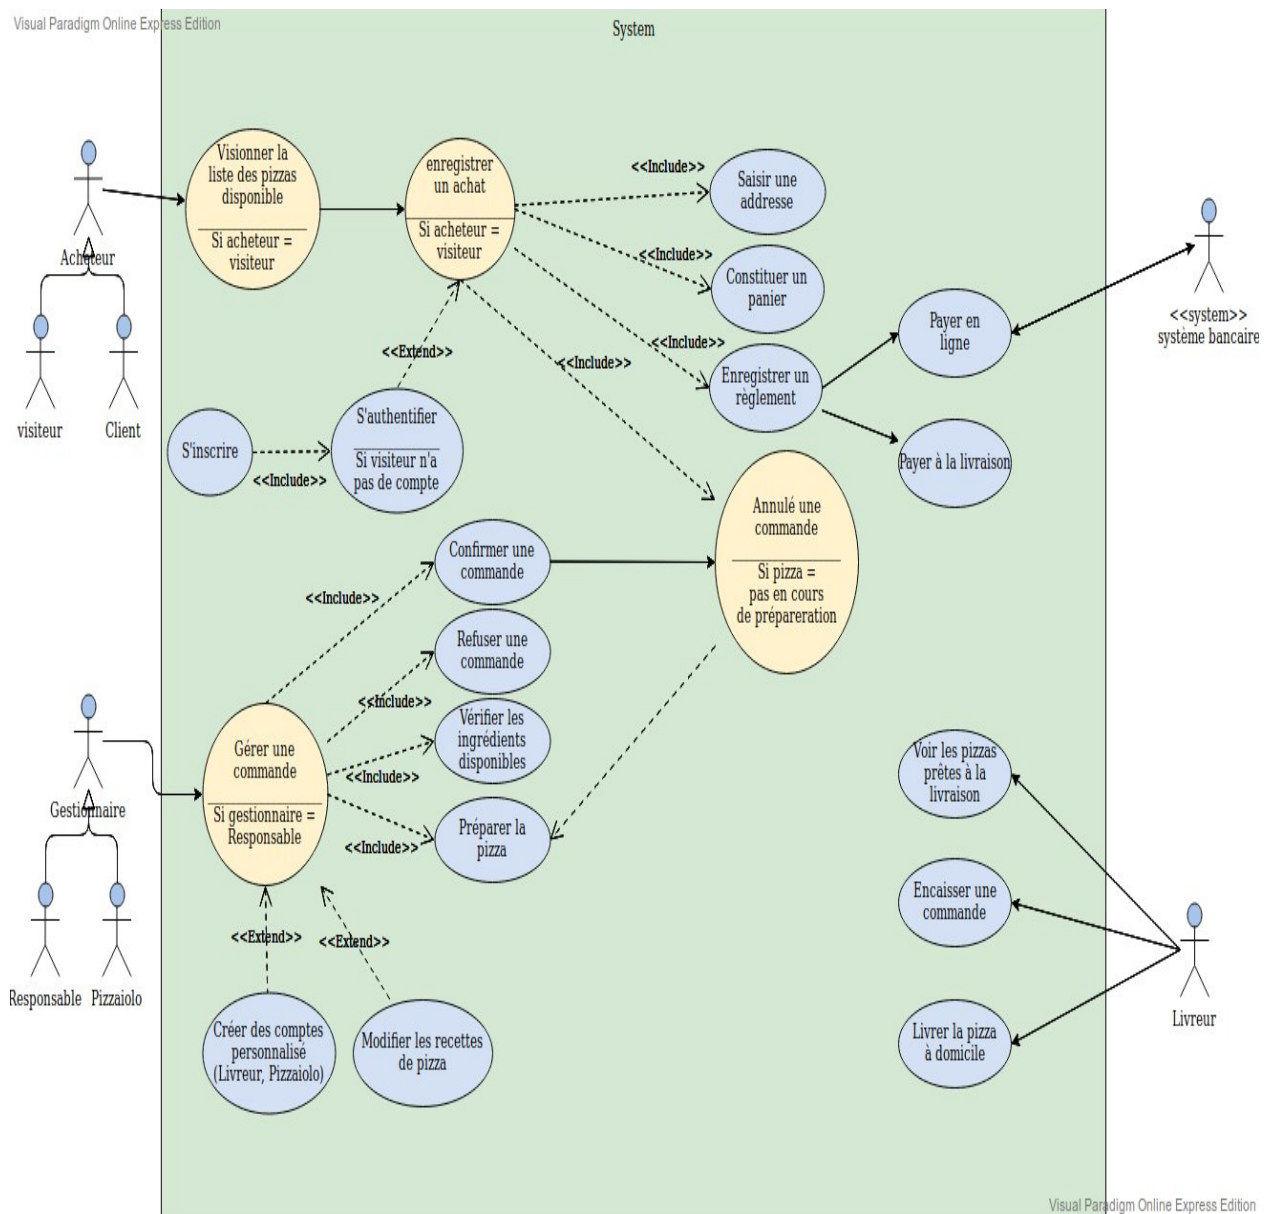 Visual Paradigm Online Express Edition
System
Visionner la
liste des pizzas
disponible
Si acheteur =
visiteur
enregistrer
un achat
Si acheteur =
visiteur
<<Include>>
Saisir une
addresse
<<Include>>
Constituer un
panier
<<Include>>
Enregistrer un
règlement
<<Include>>
Payer en
ligne
Payer à la livraison
<<system>>
système bancaire
Acheteur
visiteur
Client
<<Extend>>
S'inscrire
<<Include>>
S'authentifier
Si visiteur n'a
pas de compte
Annulé une
commande
Si pizza =
pas en cours
de prépareration
Confirmer une
commande
<<Include>>
Refuser une
commande
<<Include>>
Vérifier les
ingrédients
disponibles
<<Include>>
Préparer la
pizza
<<Include>>
Gérer une
commande
Si gestionnaire =
Responsable
Gestionnaire
Responsable
Pizzaiolo
<<Extend>>
<<Extend>>
Créer des comptes
personnalisé
(Livreur, Pizzaiolo)
Modifier les recettes
de pizza
Voir les pizzas
prêtes à la
livraison
Encaisser une
commande
Livrer la pizza
à domicile
Livreur
Visual Paradigm Online Express Edition